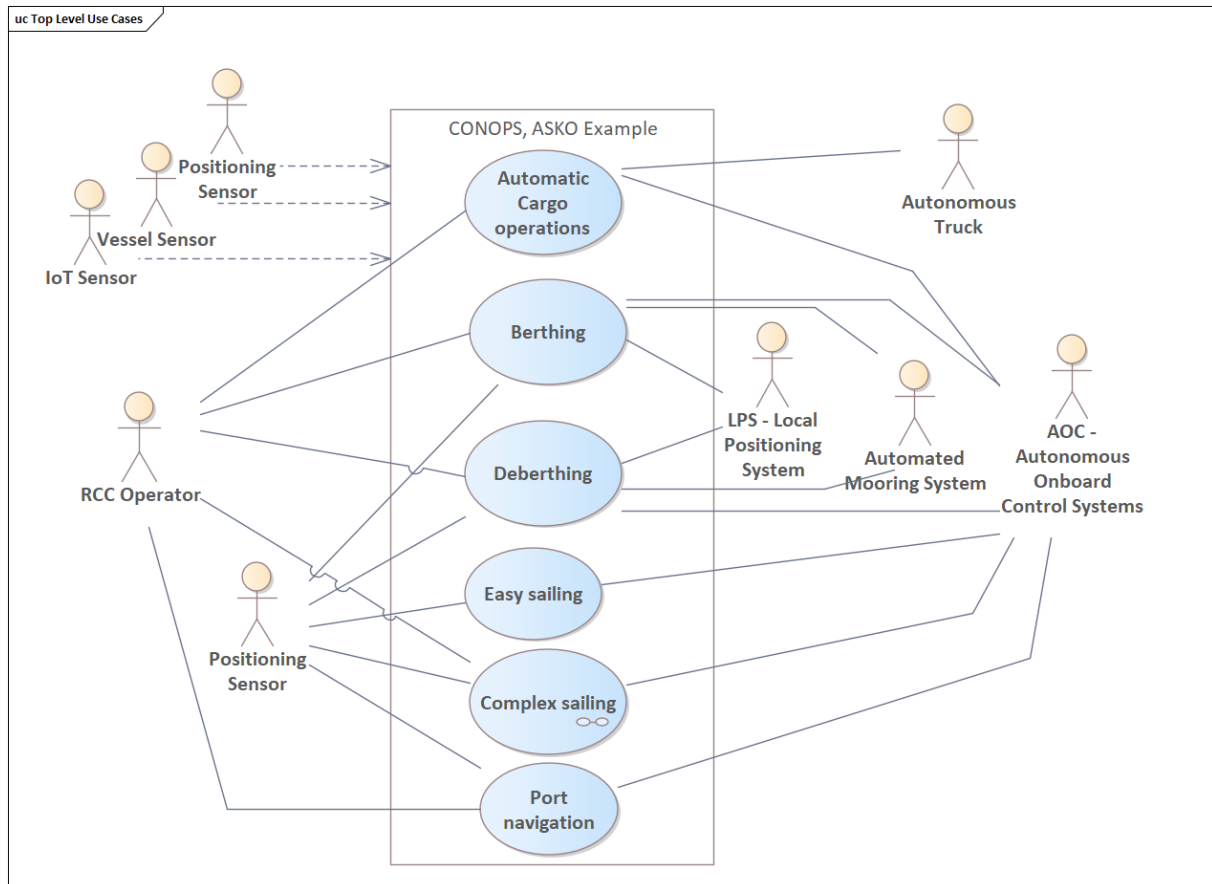 uc Top Level Use Cases
CONOPS, ASKO Example
Positioning
Sensor
Vessel Sensor
IoT Sensor
Automatic
Cargo
operations
Autonomous
Truck
Berthing
LPS - Local
Positioning
System
Automated
Mooring System
AOC -
Autonomous
Onboard
Control Systems
RCC Operator
Deberthing
Easy sailing
Positioning
Sensor
Complex sailing
Port
navigation